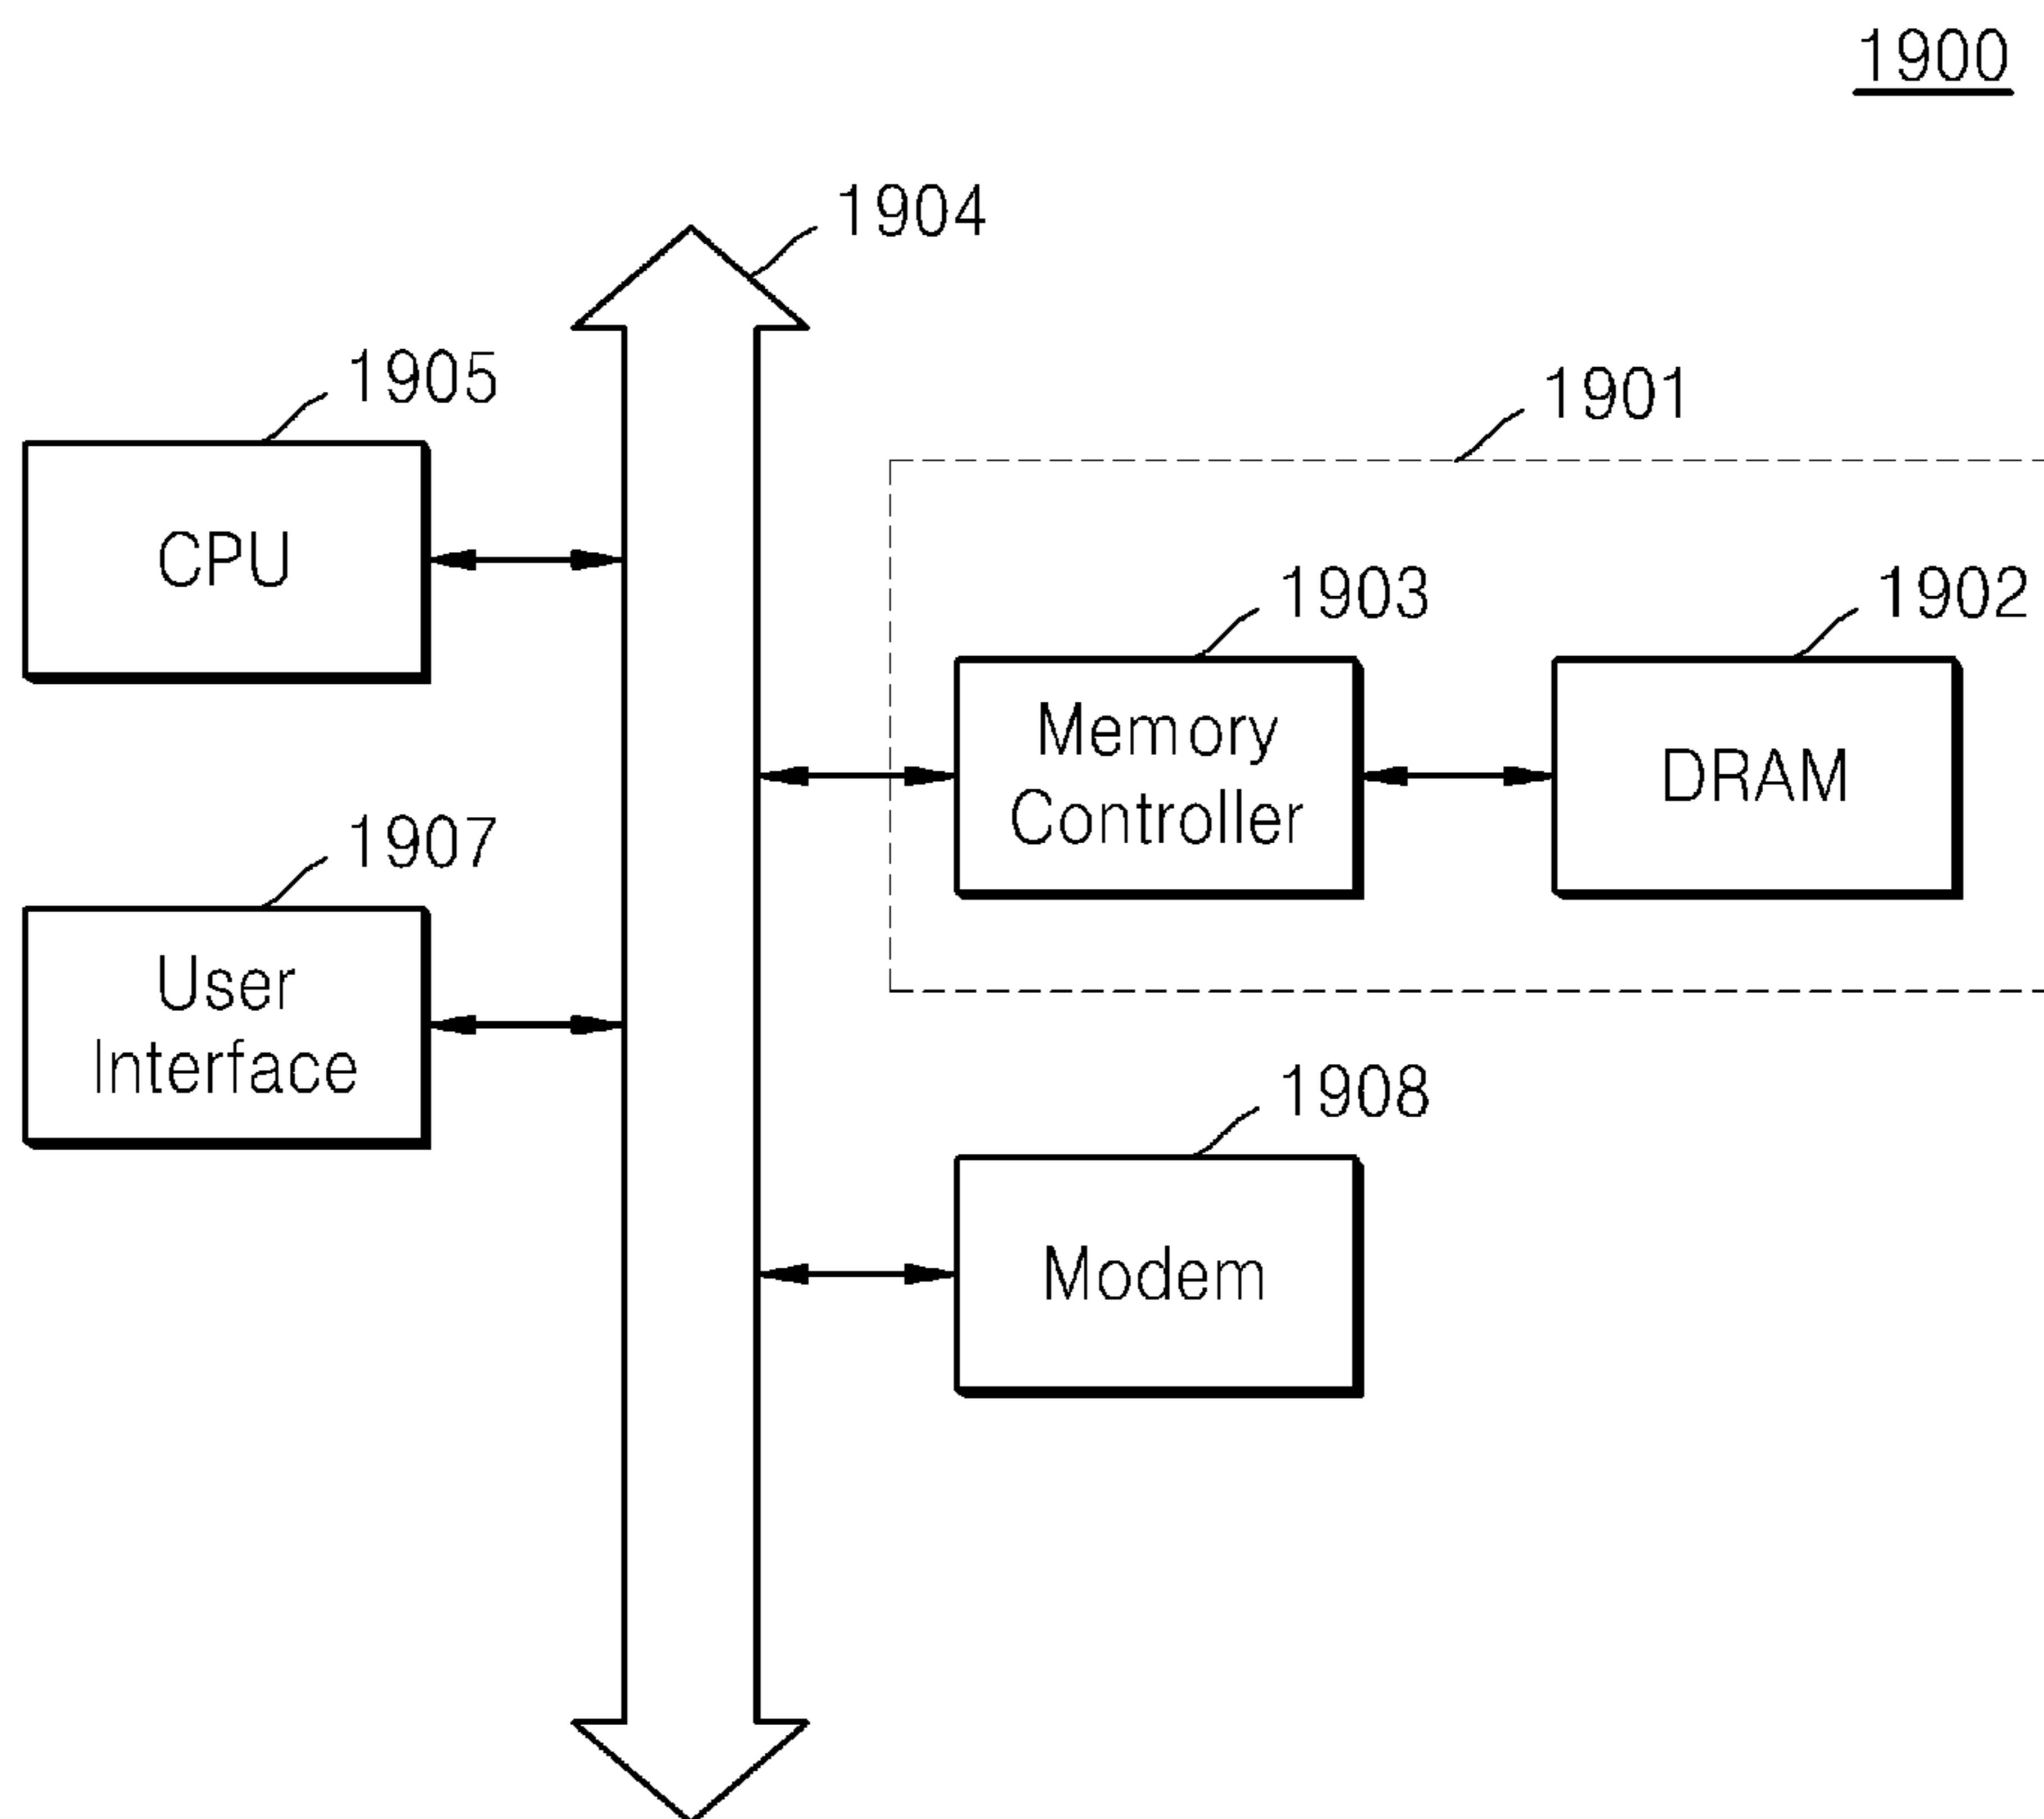 1900
1904
1905
1901
CPU
1903
1902
Memory
Controller
DRAM
1907
User
Interface
1908
Modem